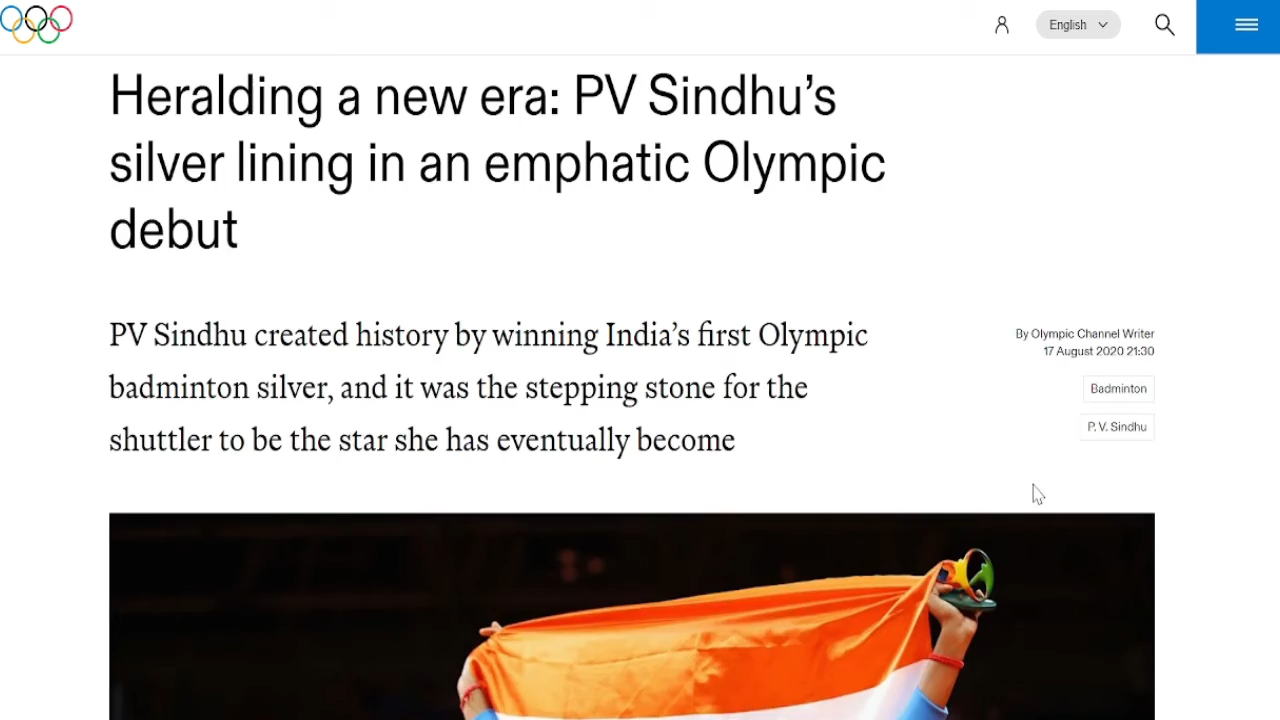 English
Heralding a new era: PV Sindhu’s
silver lining in an emphatic Olympic
debut
PV Sindhu created history by winning India’s first Olympic
badminton silver, and it was the stepping stone for the
shuttler to be the star she has eventually become
By Olympic Channel Writer
17 August 2020 21:30
Badminton
P. V. Sindhu